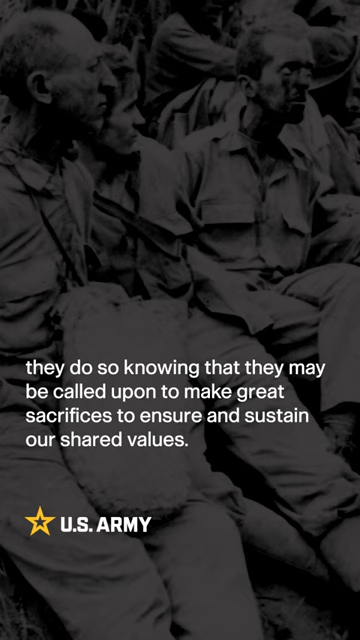 they do so knowing that they may
be called upon to make great
sacrifices to ensure and sustain
our shared values.
U.S. ARMY